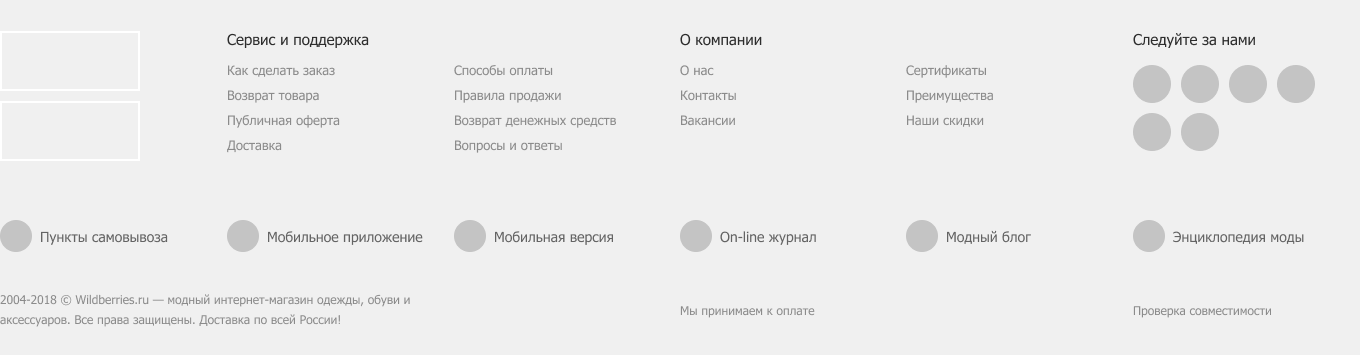 Сервис и поддержка
О компании
Следуйте за нами
Как сделать заказ
Способы оплаты
О нас
Сертификаты
Возврат товара
Правила продажи
Контакты
Преимущества
Публичная оферта
Возврат денежных средств
Вакансии
Наши скидки
Доставка
Вопросы и ответы
Пункты самовывоза
Мобильное приложение
Мобильная версия
On-line журнал
Модный блог
Энциклопедия моды
2004-2018 © Wildberries.ru — модный интернет-магазин одежды, обуви и
аксессуаров. Все права защищены. Доставка по всей России!
Мы принимаем к оплате
Проверка совместимости